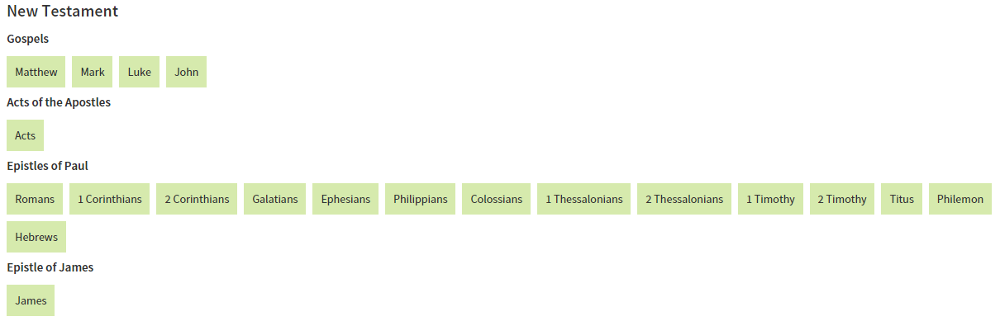 New Testament
Gospels
Matthew Mark Luke John
Acts of the Apostles
Acts
Epistles of Paul
Romans 1 Corinthians 2 Corinthians Galatians Ephesians Philippians Colossians 1 Thessalonians 2 Thessalonians 1 Timothy 2 Timothy Titus Philemon
Hebrews
Epistle of James
James